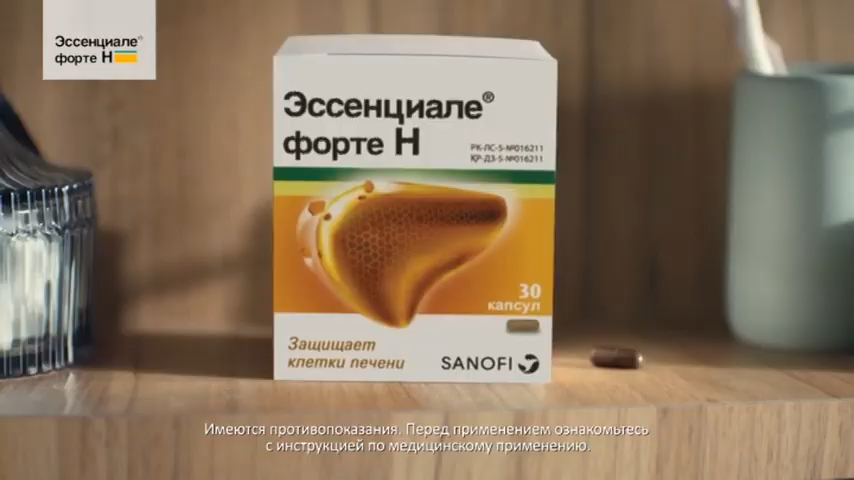 Эссенциале®
форте Н
Эссенциале®
форте Н
РК-ЛС-5-№016211
ҚР-ДЗ-5-№016211
30
капсул
Защищает
клетки печени
SANOFI
Имеются противопоказания. Перед применением ознакомьтесь
с инструкцией по медицинскому применению.